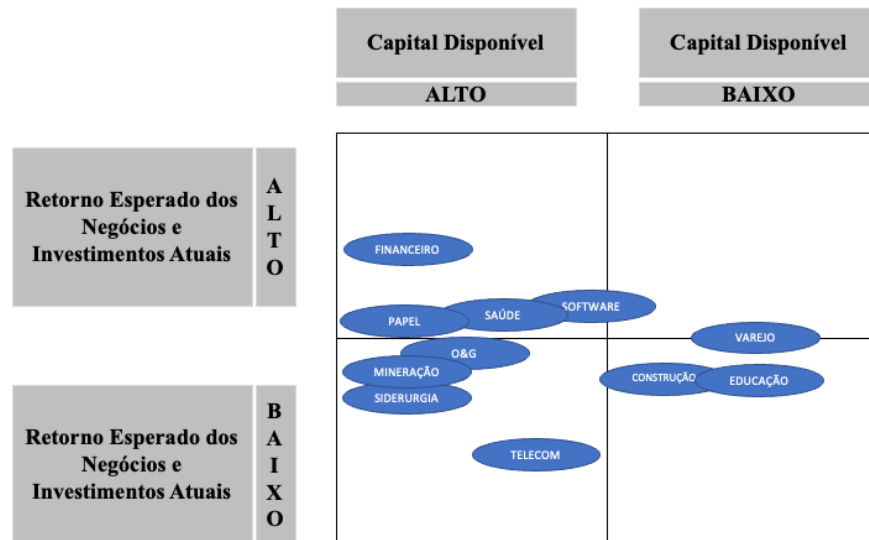 Capital Disponível
Capital Disponível
ALTO
BAIXO
Retorno Esperado dos
Negócios e
Investimentos Atuais
A
L
T
O
FINANCEIRO
SOFTWARE
SAÚDE
PAPEL
VAREJO
O&G
MINERAÇÃO
CONSTRUÇÃO
EDUCAÇÃO
SIDERURGIA
Retorno Esperado dos
Negócios e
Investimentos Atuais
B
A
I
X
O
TELECOM